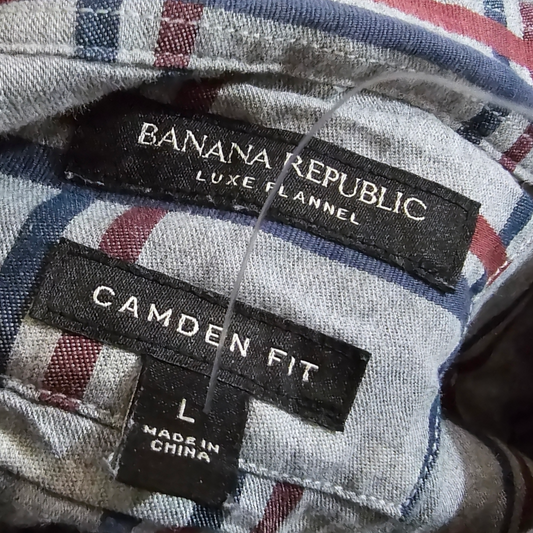 BANANA REPUBLIC
LUXE FLANNEL
CAMDEN FIT
L
MADE IN
CHINA